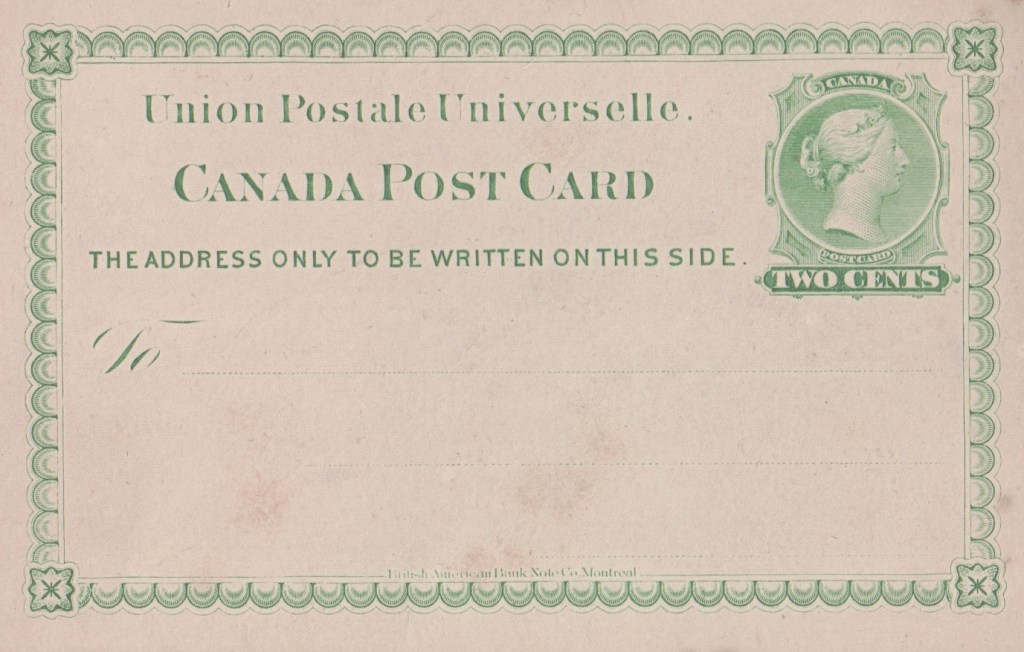 Union Postale Universelle.
CANADA POST CARD
THE ADDRESS ONLY TO BE WRITTEN ON THIS SIDE.
CANADA
POST CARD
TWO CENTS
To
British American Bank Note Co. Montreal.